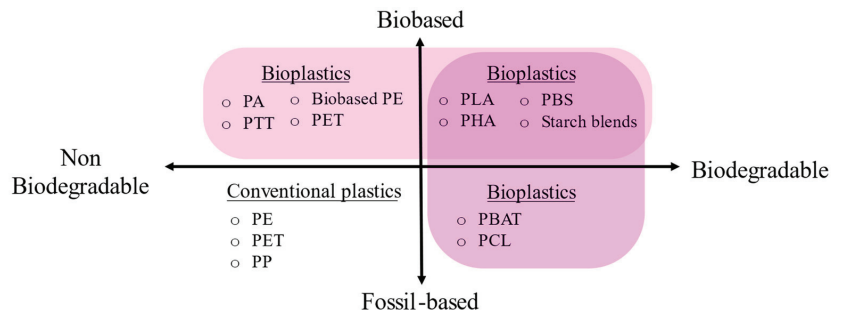 Biobased
Bioplastics
○ PA
○ Biobased PE
○ PTT
○ PET
Bioplastics
○ PLA
○ PBS
○ PHA
○ Starch blends
Non
Biodegradable
Biodegradable
Conventional plastics
○ PE
○ PET
○ PP
Bioplastics
○ PBAT
○ PCL
Fossil-based